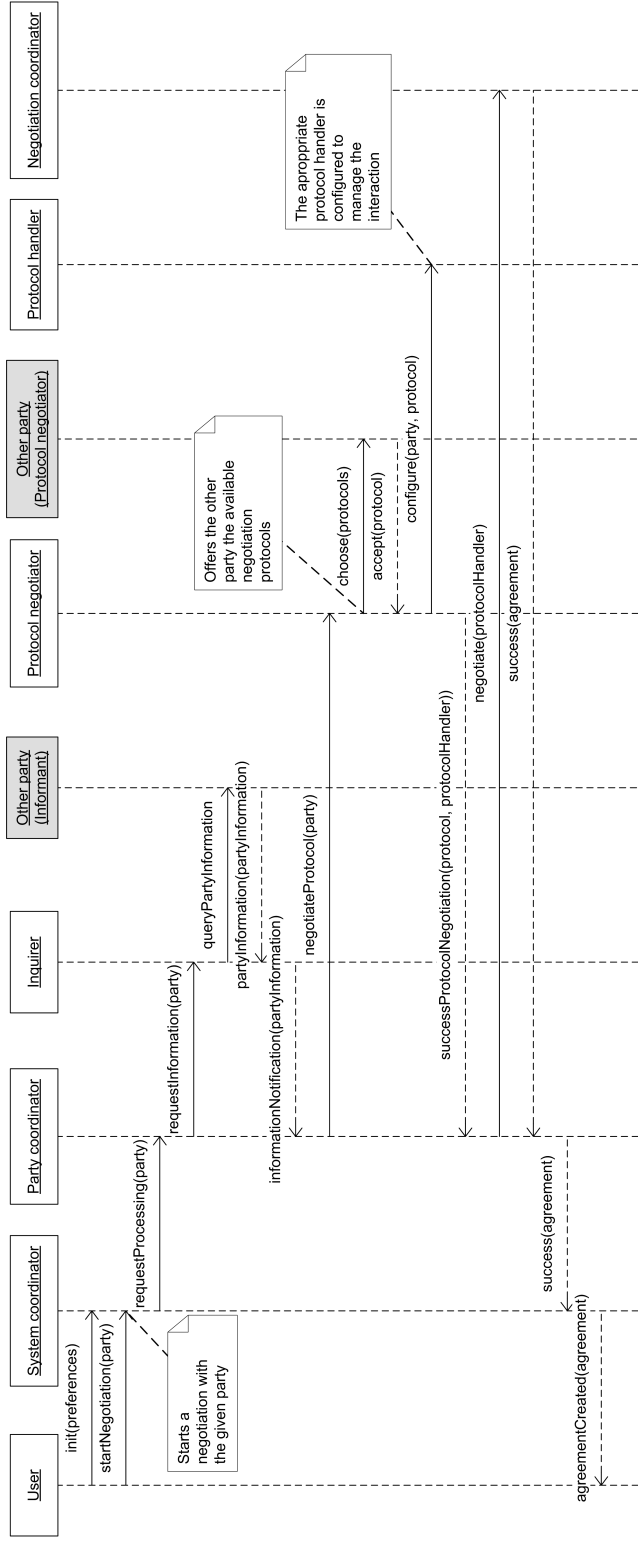 User
System coordinator
Party coordinator
Inquirer
Other party
(Informant)
Protocol negotiator
Other party
(Protocol negotiator)
Protocol handler
Negotiation coordinator
init(preferences)
startNegotiation(party)
Starts a
negotiation with
the given party
requestProcessing(party)
requestInformation(party)
queryPartyInformation
partyInformation(partyInformation)
informationNotification(partyInformation)
negotiateProtocol(party)
Offers the other
party the available
negotiation
protocols
choose(protocols)
accept(protocol)
configure(party, protocol)
The aproppriate
protocol handler is
configured to
manage the
interaction
successProtocolNegotiation(protocol, protocolHandler))
negotiate(protocolHandler)
success(agreement)
success(agreement)
agreementCreated(agreement)